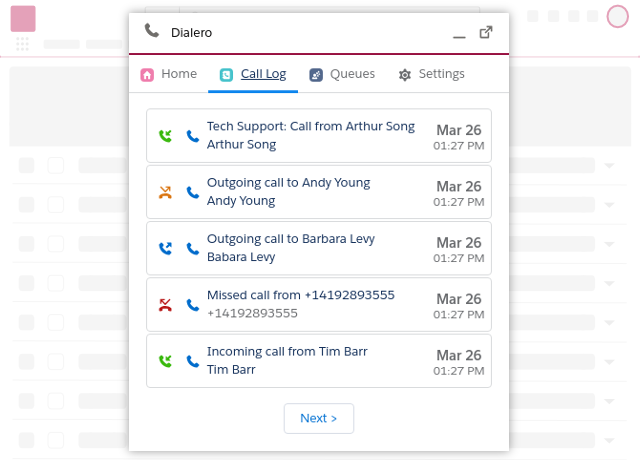 Dialero
Home
Call Log
Queues
Settings
Tech Support: Call from Arthur Song
Arthur Song
Mar 26
01:27 PM
Outgoing call to Andy Young
Andy Young
Mar 26
01:27 PM
Outgoing call to Barbara Levy
Babara Levy
Mar 26
01:27 PM
Missed call from +14192893555
+14192893555
Mar 26
01:27 PM
Incoming call from Tim Barr
Tim Barr
Mar 26
01:27 PM
Next >